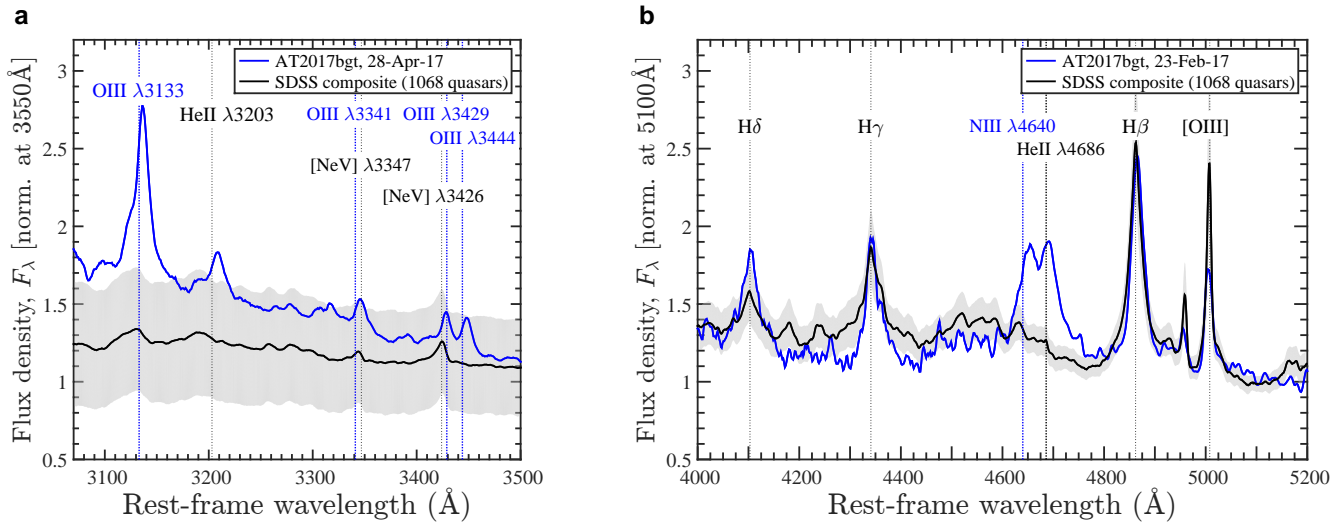 a
AT2017bgt, 28-Apr-17
SDSS composite (1068 quasars)
OIII λ3133
HeII λ3203
OIII λ3341
OIII λ3429
OIII λ3444
[NeV] λ3347
[NeV] λ3426
3
2.5
2
1.5
1
0.5
3100
3200
3300
3400
3500
Rest-frame wavelength (Å)
Flux density, Fλ [norm. at 3550Å]
b
AT2017bgt, 23-Feb-17
SDSS composite (1068 quasars)
Hδ
Hγ
NIII λ4640
HeII λ4686
Hβ
[OIII]
3
2.5
2
1.5
1
0.5
4000
4200
4400
4600
4800
5000
5200
Rest-frame wavelength (Å)
Flux density, Fλ [norm. at 5100Å]